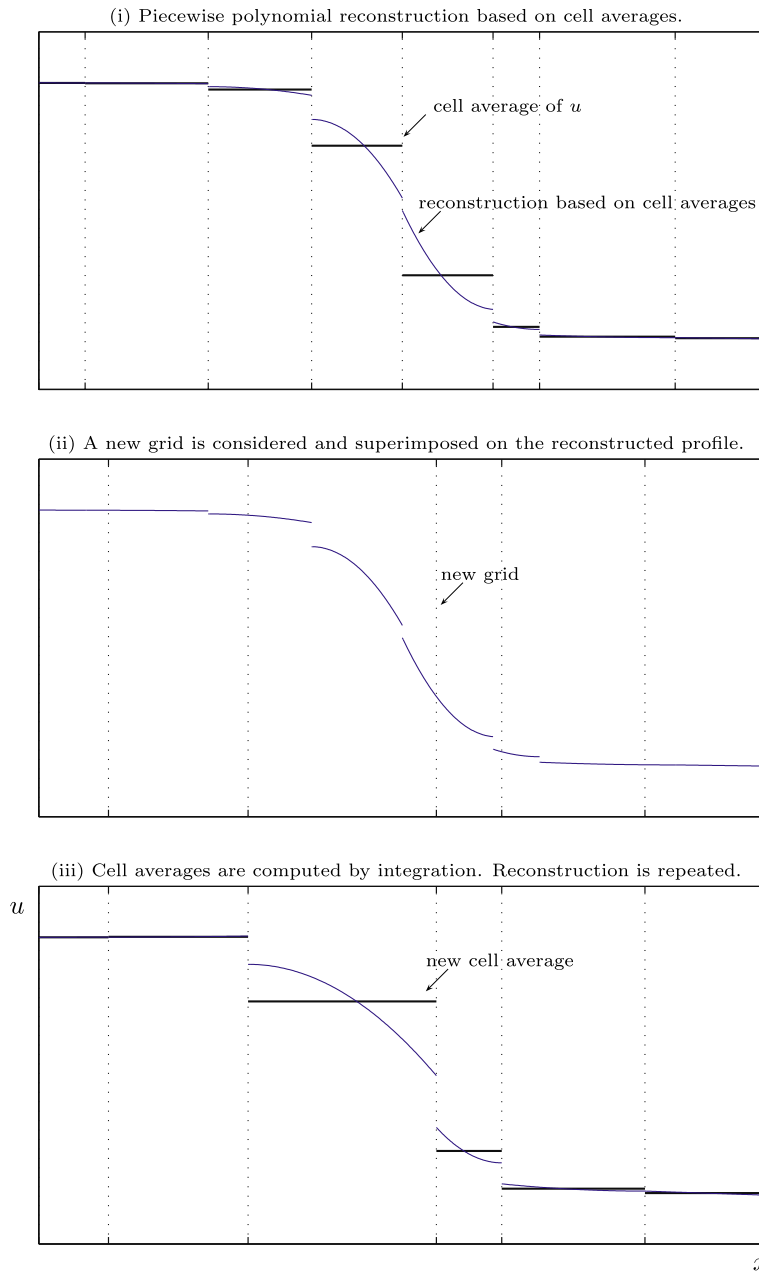 (i) Piecewise polynomial reconstruction based on cell averages.
cell average of u
reconstruction based on cell averages
(ii) A new grid is considered and superimposed on the reconstructed profile.
new grid
(iii) Cell averages are computed by integration. Reconstruction is repeated.
u
new cell average
x